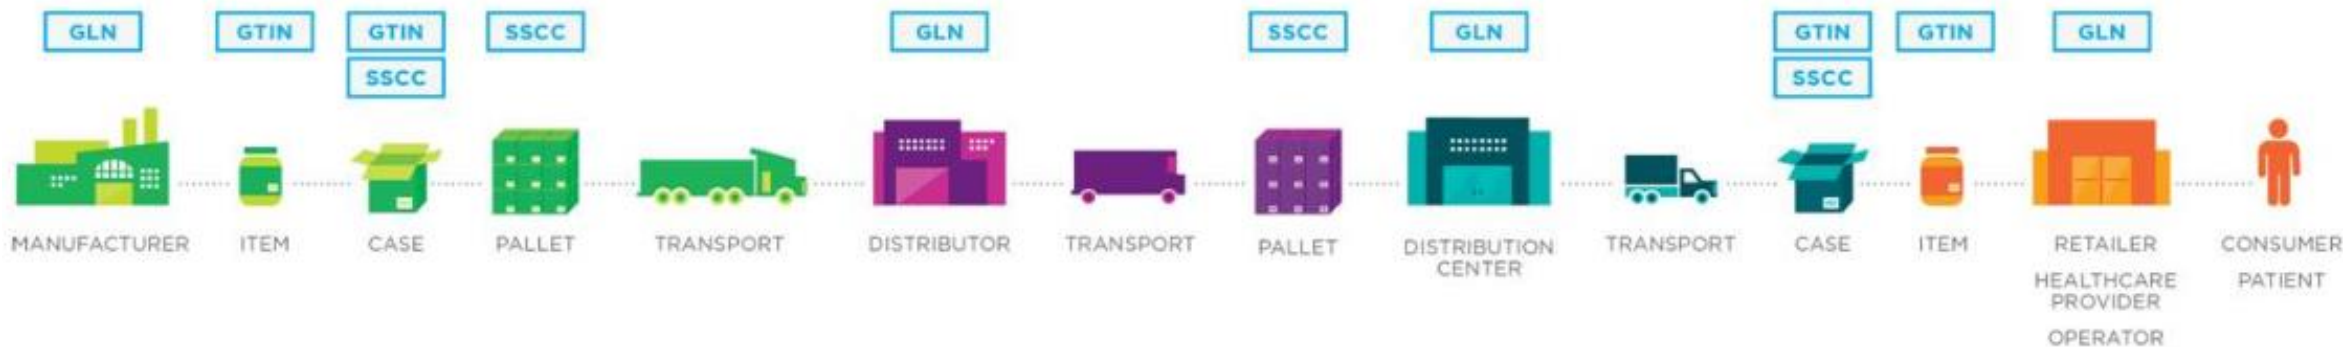 GLN
GTIN
GTIN
SSCC
SSCC
GLN
SSCC
GLN
GTIN
SSCC
GTIN
GLN
MANUFACTURER
ITEM
CASE
PALLET
TRANSPORT
DISTRIBUTOR
TRANSPORT
PALLET
DISTRIBUTION
CENTER
TRANSPORT
CASE
ITEM
RETAILER
HEALTHCARE
PROVIDER
OPERATOR
CONSUMER
PATIENT